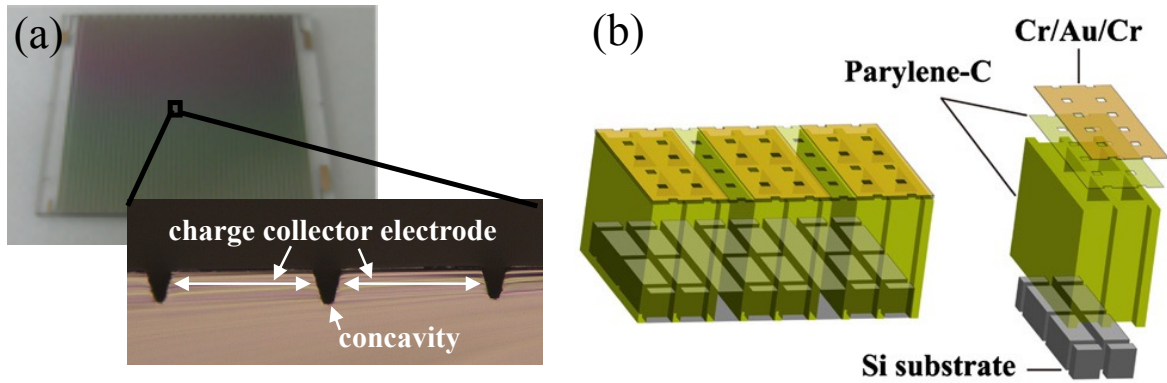 (a)
charge collector electrode
concavity
(b)
Cr/Au/Cr
Parylene-C
Si substrate